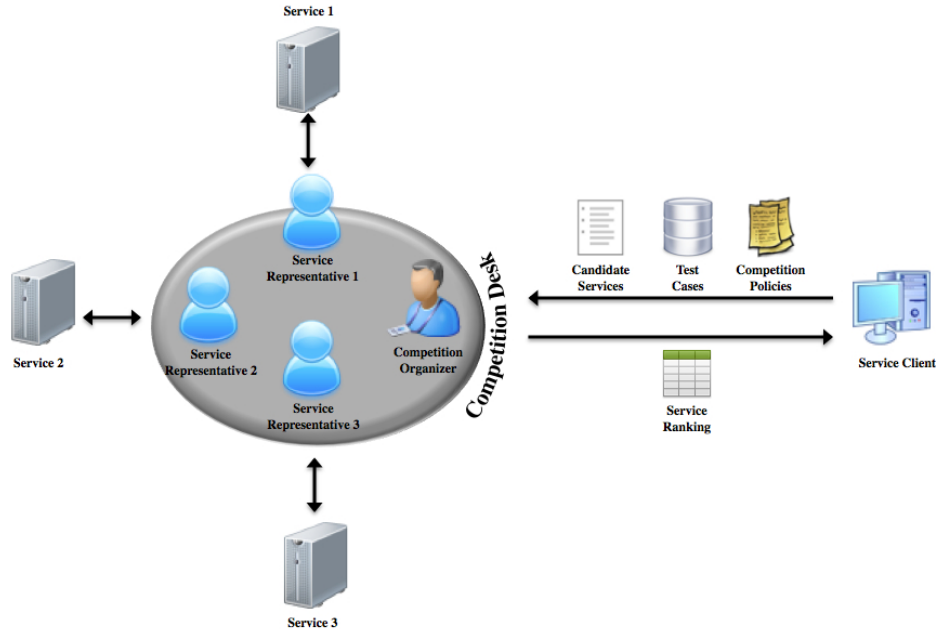 Service 1
Service
Representative 1
Candidate
Services
Test
Cases
Competition
Policies
Service 2
Service
Representative 2
Competition
Organizer
Competition Desk
Service Client
Service
Representative 3
Service
Ranking
Service 3